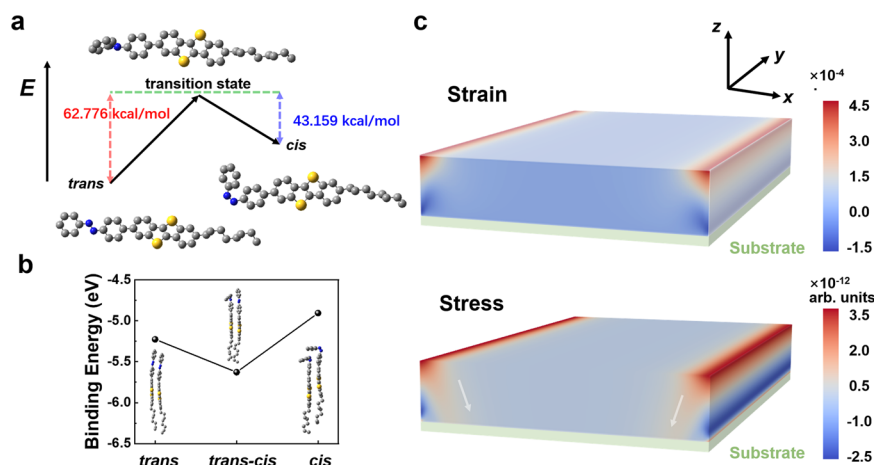 a
E
transition state
62.776 kcal/mol
43.159 kcal/mol
trans
cis
b
Binding Energy (eV)
-4.5
-5.0
-5.5
-6.0
-6.5
trans
trans-cis
cis
c
z
y
x
Strain
×10⁻⁴
4.5
3.0
1.5
0.0
-1.5
Substrate
Stress
×10⁻¹²
arb. units
3.5
2.0
0.5
-1.0
-2.5
Substrate